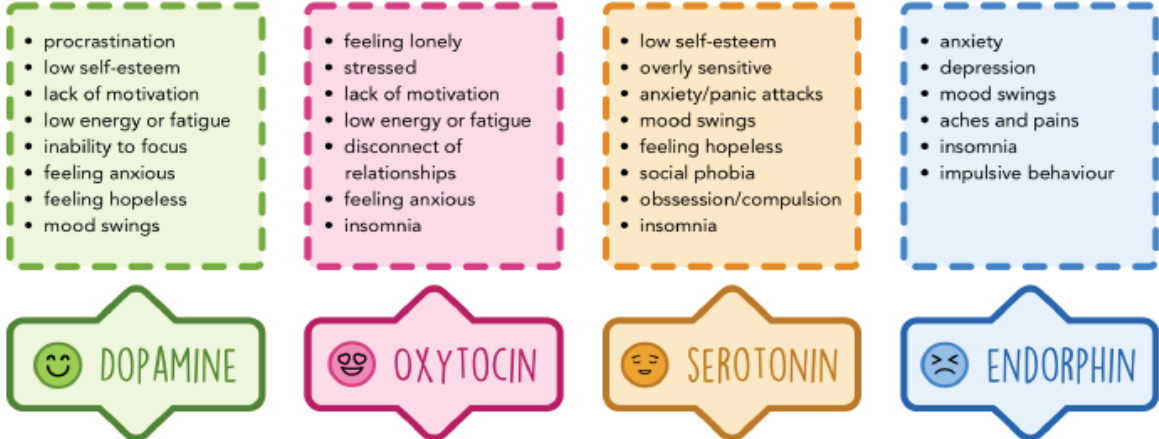 • procrastination
• low self-esteem
• lack of motivation
• low energy or fatigue
• inability to focus
• feeling anxious
• feeling hopeless
• mood swings
DOPAMINE
• feeling lonely
• stressed
• lack of motivation
• low energy or fatigue
• disconnect of
relationships
• feeling anxious
• insomnia
OXYTOCIN
• low self-esteem
• overly sensitive
• anxiety/panic attacks
• mood swings
• feeling hopeless
• social phobia
• obssession/compulsion
• insomnia
SEROTONIN
• anxiety
• depression
• mood swings
• aches and pains
• insomnia
• impulsive behaviour
ENDORPHIN